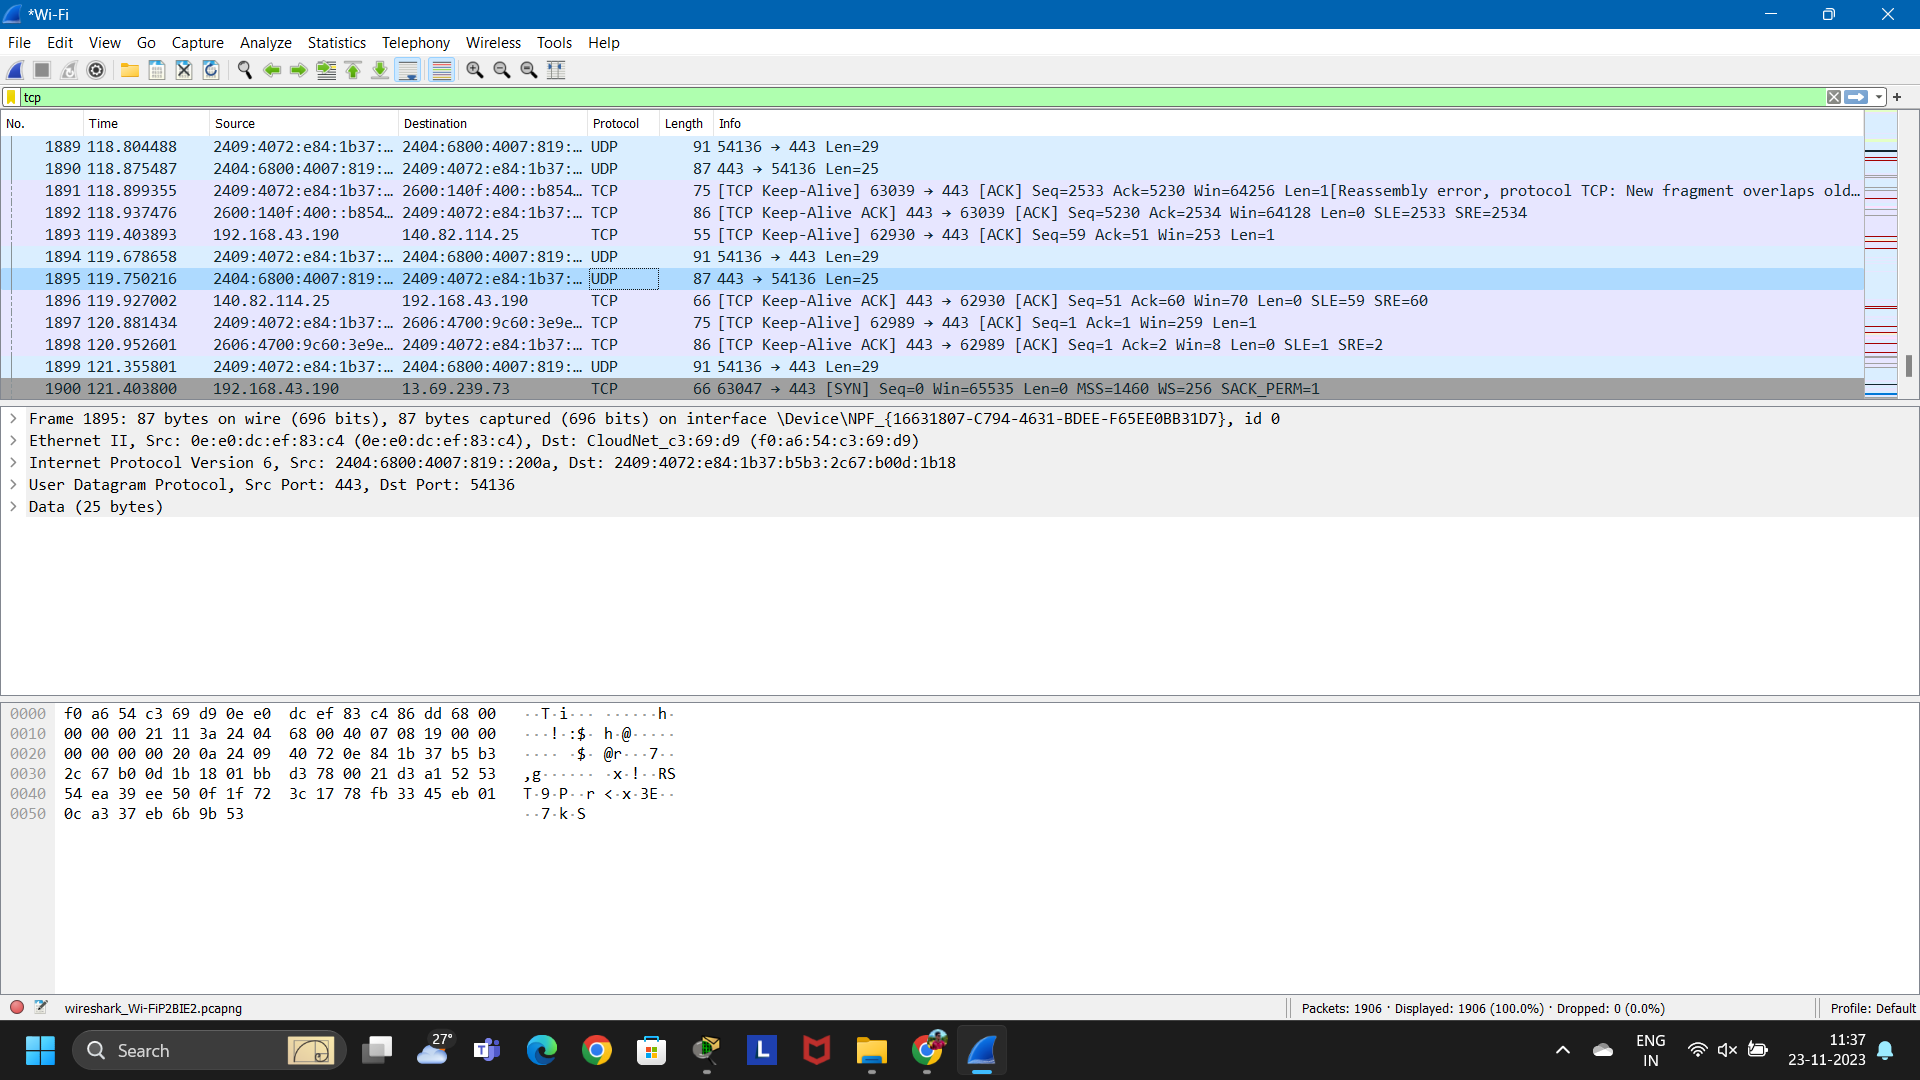 *Wi-Fi
File Edit View Go Capture Analyze Statistics Telephony Wireless Tools Help
tcp
No. Time Source Destination Protocol Length Info
1889 118.804488 2409:4072:e84:1b37:… 2404:6800:4007:819:… UDP 91 54136 → 443 Len=29
1890 118.875487 2404:6800:4007:819:… 2409:4072:e84:1b37:… UDP 87 443 → 54136 Len=25
1891 118.899355 2409:4072:e84:1b37:… 2600:140f:400::b854… TCP 75 [TCP Keep-Alive] 63039 → 443 [ACK] Seq=2533 Ack=5230 Win=64256 Len=1[Reassembly error, protocol TCP: New fragment overlaps old…
1892 118.937476 2600:140f:400::b854… 2409:4072:e84:1b37:… TCP 86 [TCP Keep-Alive ACK] 443 → 63039 [ACK] Seq=5230 Ack=2534 Win=64128 Len=0 SLE=2533 SRE=2534
1893 119.403893 192.168.43.190 140.82.114.25 TCP 55 [TCP Keep-Alive] 62930 → 443 [ACK] Seq=59 Ack=51 Win=253 Len=1
1894 119.678658 2409:4072:e84:1b37:… 2404:6800:4007:819:… UDP 91 54136 → 443 Len=29
1895 119.750216 2404:6800:4007:819:… 2409:4072:e84:1b37:… UDP 87 443 → 54136 Len=25
1896 119.927002 140.82.114.25 192.168.43.190 TCP 66 [TCP Keep-Alive ACK] 443 → 62930 [ACK] Seq=51 Ack=60 Win=70 Len=0 SLE=59 SRE=60
1897 120.881434 2409:4072:e84:1b37:… 2606:4700:9c60:3e9e… TCP 75 [TCP Keep-Alive] 62989 → 443 [ACK] Seq=1 Ack=1 Win=259 Len=1
1898 120.952601 2606:4700:9c60:3e9e… 2409:4072:e84:1b37:… TCP 86 [TCP Keep-Alive ACK] 443 → 62989 [ACK] Seq=1 Ack=2 Win=8 Len=0 SLE=1 SRE=2
1899 121.355801 2409:4072:e84:1b37:… 2404:6800:4007:819:… UDP 91 54136 → 443 Len=29
1900 121.403800 192.168.43.190 13.69.239.73 TCP 66 63047 → 443 [SYN] Seq=0 Win=65535 Len=0 MSS=1460 WS=256 SACK_PERM=1
Frame 1895: 87 bytes on wire (696 bits), 87 bytes captured (696 bits) on interface \Device\NPF_{16631807-C794-4631-BDEE-F65EE0BB31D7}, id 0
Ethernet II, Src: 0e:e0:dc:ef:83:c4 (0e:e0:dc:ef:83:c4), Dst: CloudNet_c3:69:d9 (f0:a6:54:c3:69:d9)
Internet Protocol Version 6, Src: 2404:6800:4007:819::200a, Dst: 2409:4072:e84:1b37:b5b3:2c67:b00d:1b18
User Datagram Protocol, Src Port: 443, Dst Port: 54136
Data (25 bytes)
0000 f0 a6 54 c3 69 d9 0e e0 dc ef 83 c4 86 dd 68 00 ··T·i··· ······h·
0010 00 00 00 21 11 3a 24 04 68 00 40 07 08 19 00 00 ···!·:$· h·@·····
0020 00 00 00 00 20 0a 24 09 40 72 0e 84 1b 37 b5 b3 ···· ·$· @r···7··
0030 2c 67 b0 0d 1b 18 01 bb d3 78 00 21 d3 a1 52 53 ,g······ ·x·!··RS
0040 54 ea 39 ee 50 0f 1f 72 3c 17 78 fb 33 45 eb 01 T·9·P··r <·x·3E··
0050 0c a3 37 eb 6b 9b 53 ··7·k·S
wireshark_Wi-FiP2BIE2.pcapng Packets: 1906 · Displayed: 1906 (100.0%) · Dropped: 0 (0.0%) Profile: Default
Search 27° L ENG IN 11:37 23-11-2023